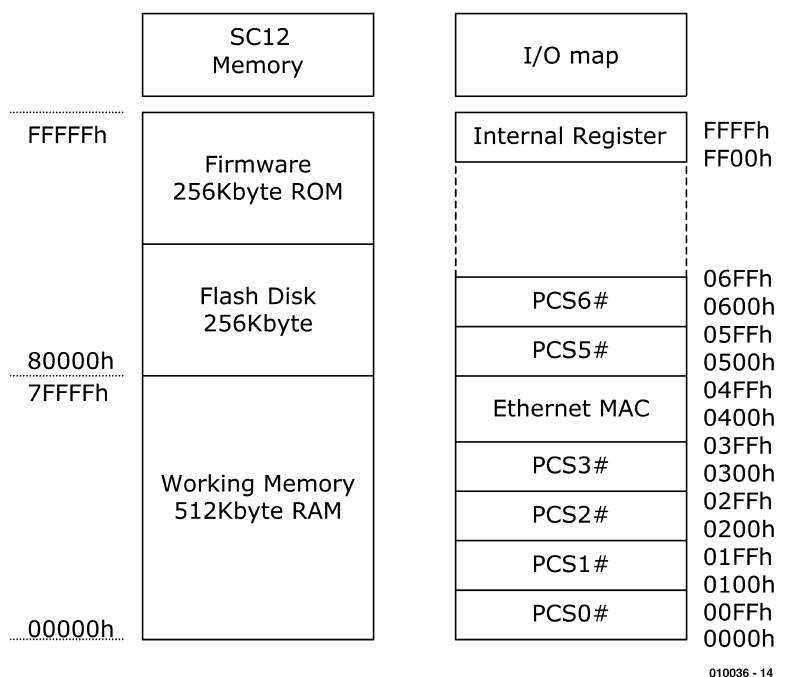 SC12
Memory
I/O map
FFFFFh
Firmware
256Kbyte ROM
Flash Disk
256Kbyte
80000h
7FFFFh
Working Memory
512Kbyte RAM
00000h
Internal Register
FFFFh
FF00h
PCS6#
06FFh
0600h
PCS5#
05FFh
0500h
Ethernet MAC
04FFh
0400h
PCS3#
03FFh
0300h
PCS2#
02FFh
0200h
PCS1#
01FFh
0100h
PCS0#
00FFh
0000h
010036 - 14